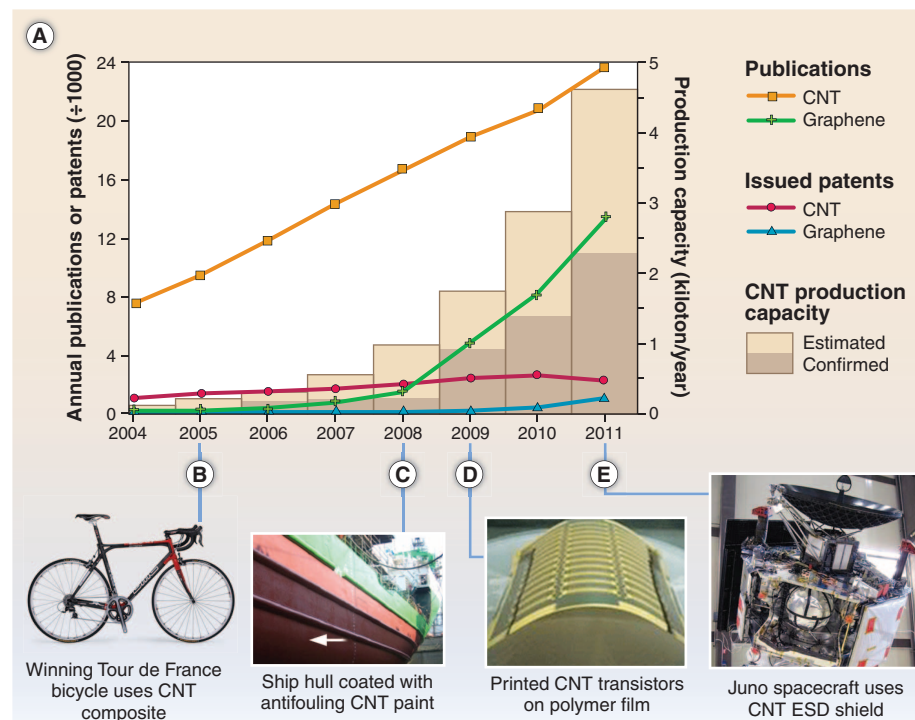 A
Annual publications or patents (÷1000)
24
20
16
12
8
4
0
5
4
3
2
1
0
Production capacity (kiloton/year)
2004 2005 2006 2007 2008 2009 2010 2011
Publications
CNT
Graphene
Issued patents
CNT
Graphene
CNT production
capacity
Estimated
Confirmed
B
C
D
E
Winning Tour de France
bicycle uses CNT
composite
Ship hull coated with
antifouling CNT paint
Printed CNT transistors
on polymer film
Juno spacecraft uses
CNT ESD shield